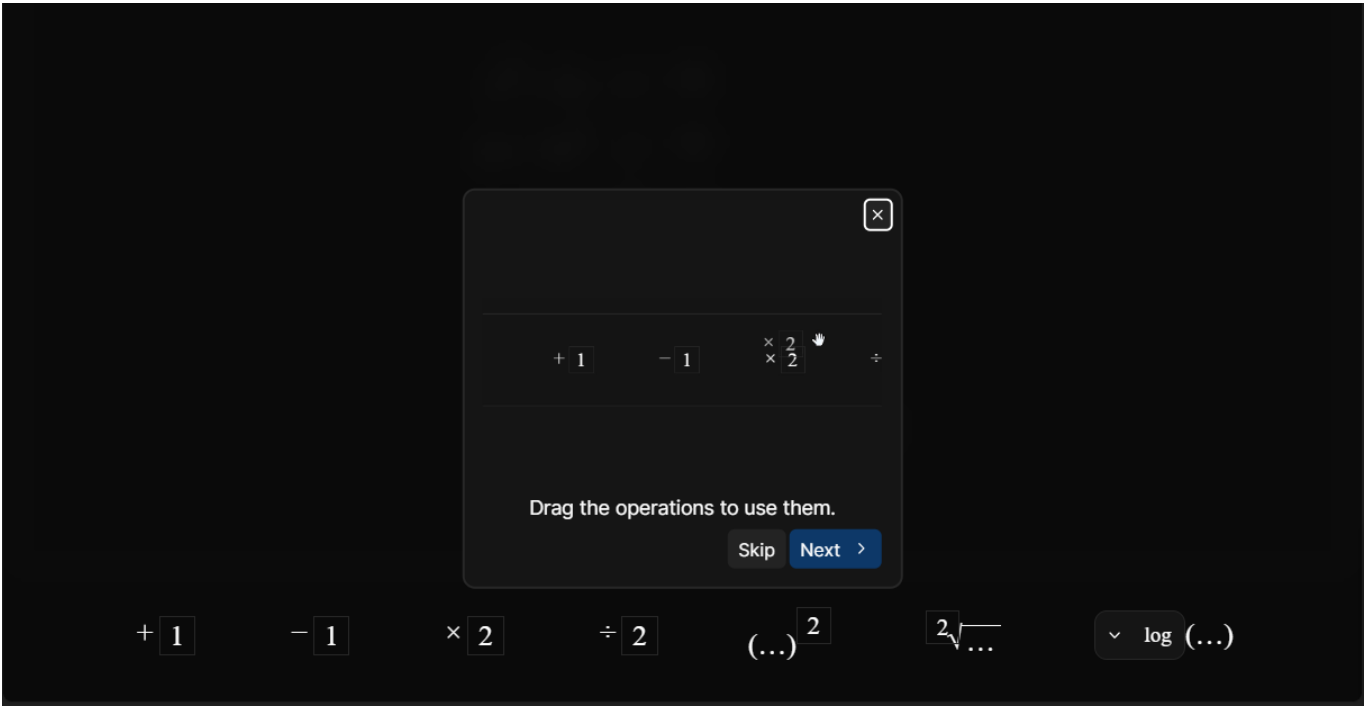 + 1 − 1 × 2 ÷
× 2
Drag the operations to use them.
Skip Next
+ 1 − 1 × 2 ÷ 2 (...)² ²√... log (...)